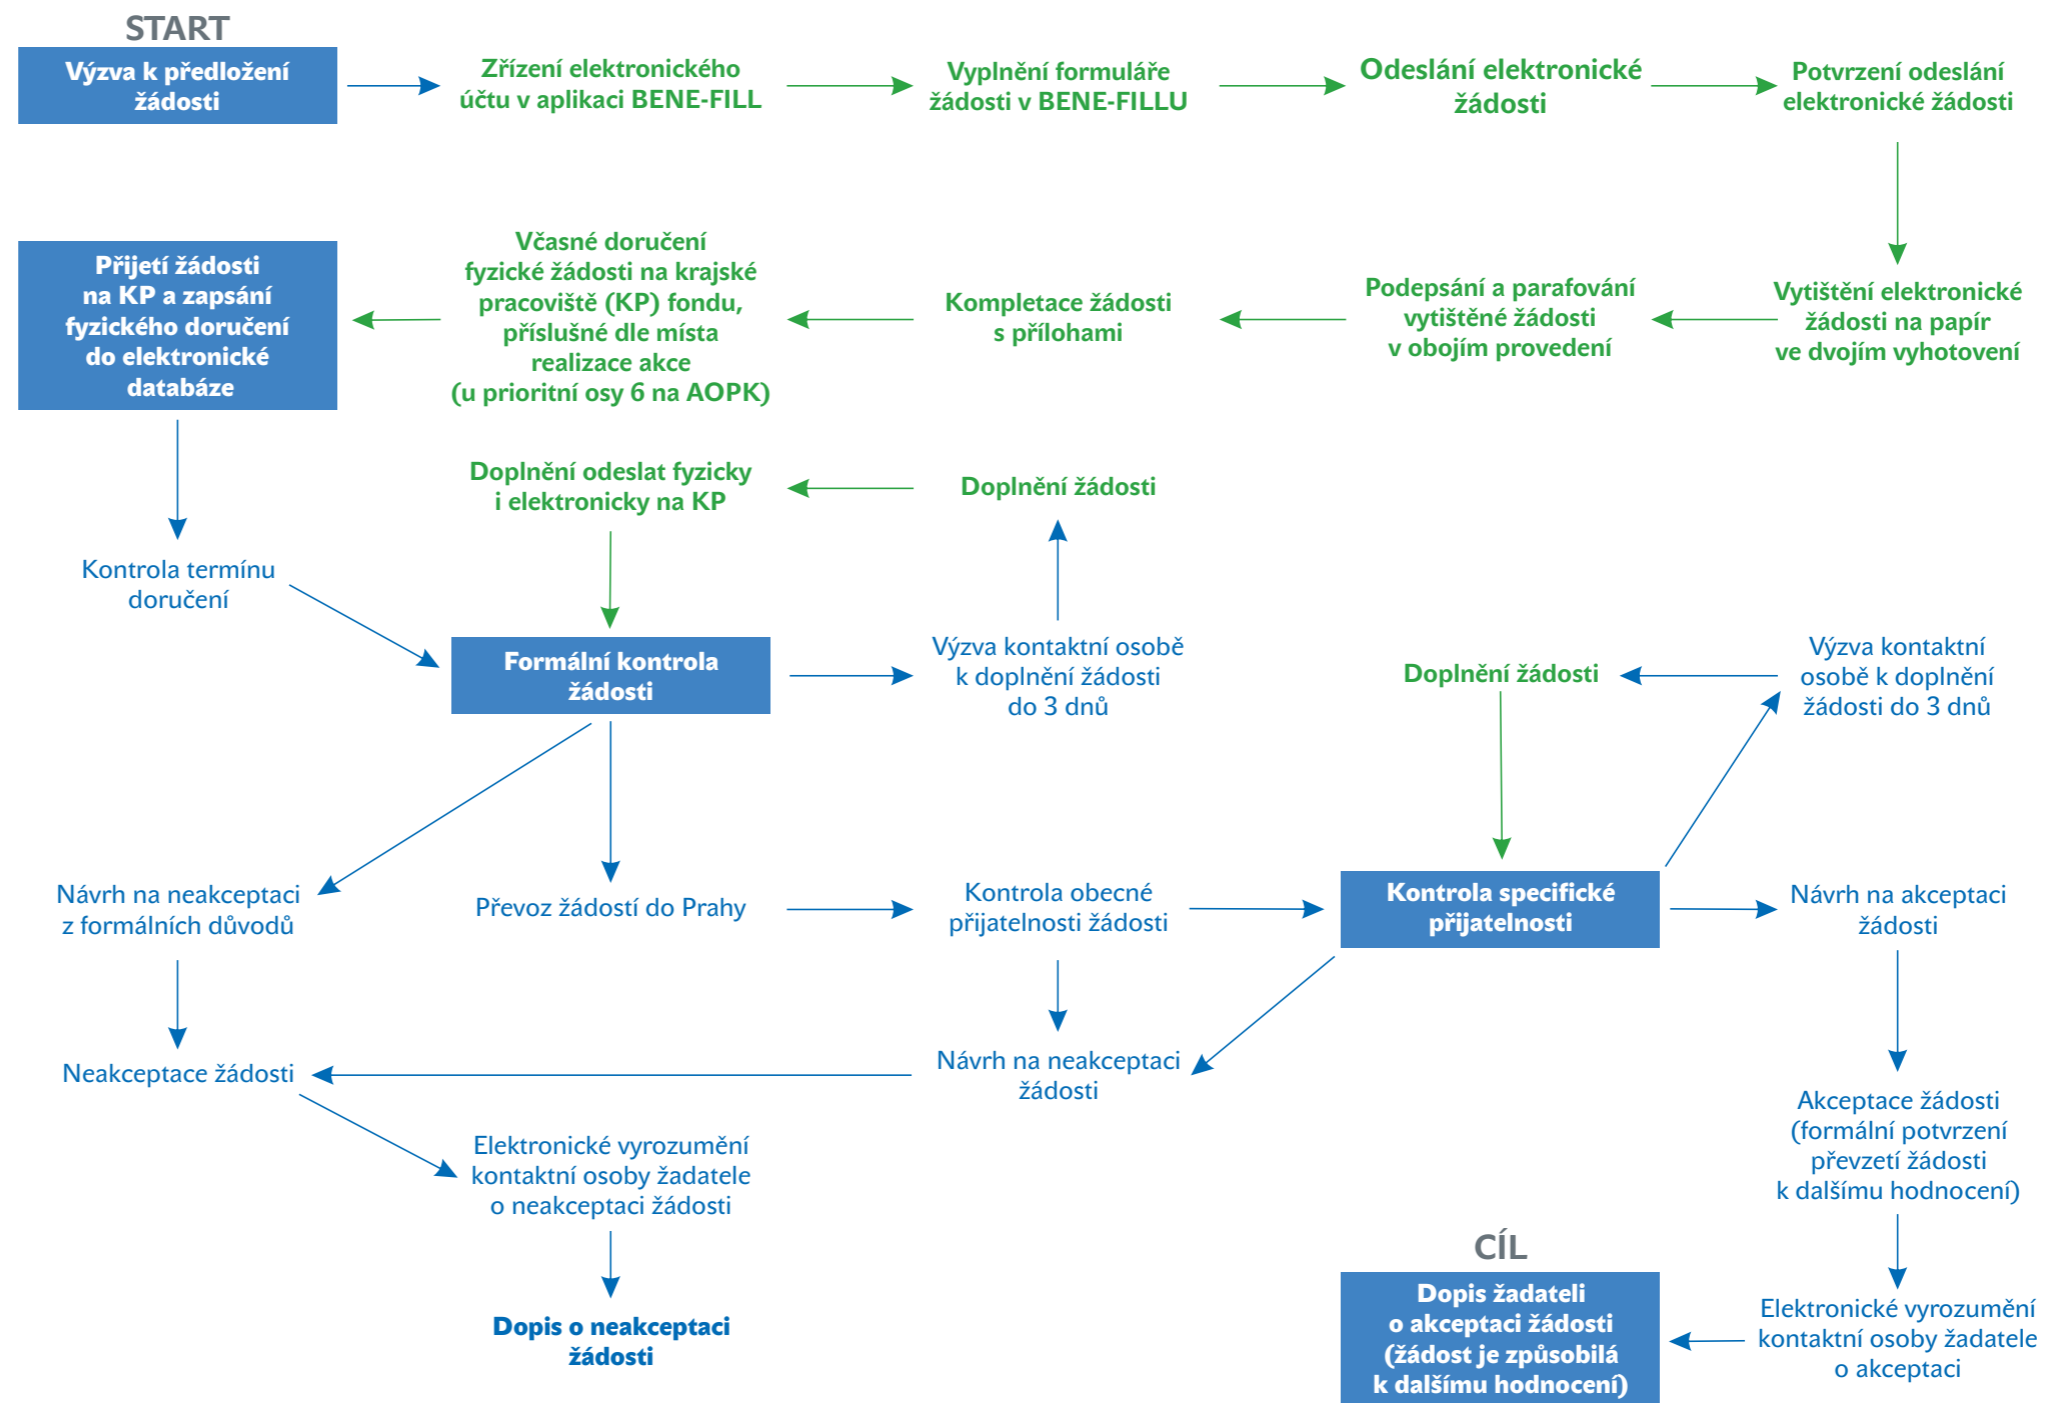 START
Výzva k předložení
žádosti
Zřízení elektronického
účtu v aplikaci BENE-FILL
Vyplnění formuláře
žádosti v BENE-FILLU
Odeslání elektronické
žádosti
Potvrzení odeslání
elektronické žádosti
Přijetí žádosti
na KP a zapsání
fyzického doručení
do elektronické
databáze
Včasné doručení
fyzické žádosti na krajské
pracoviště (KP) fondu,
příslušné dle místa
realizace akce
(u prioritní osy 6 na AOPK)
Kompletace žádosti
s přílohami
Podepsání a parafování
vytištěné žádosti
v obojím provedení
Vytištění elektronické
žádosti na papír
ve dvojím vyhotovení
Doplnění odeslat fyzicky
i elektronicky na KP
Doplnění žádosti
Kontrola termínu
doručení
Formální kontrola
žádosti
Výzva kontaktní osobě
k doplnění žádosti
do 3 dnů
Doplnění žádosti
Výzva kontaktní
osobě k doplnění
žádosti do 3 dnů
Návrh na neakceptaci
z formálních důvodů
Převoz žádostí do Prahy
Kontrola obecné
přijatelnosti žádosti
Kontrola specifické
přijatelnosti
Návrh na akceptaci
žádosti
Neakceptace žádosti
Návrh na neakceptaci
žádosti
Akceptace žádosti
(formální potvrzení
převzetí žádosti
k dalšímu hodnocení)
Elektronické vyrozumění
kontaktní osoby žadatele
o neakceptaci žádosti
Dopis o neakceptaci
žádosti
CÍL
Dopis žadateli
o akceptaci žádosti
(žádost je způsobilá
k dalšímu hodnocení)
Elektronické vyrozumění
kontaktní osoby žadatele
o akceptaci